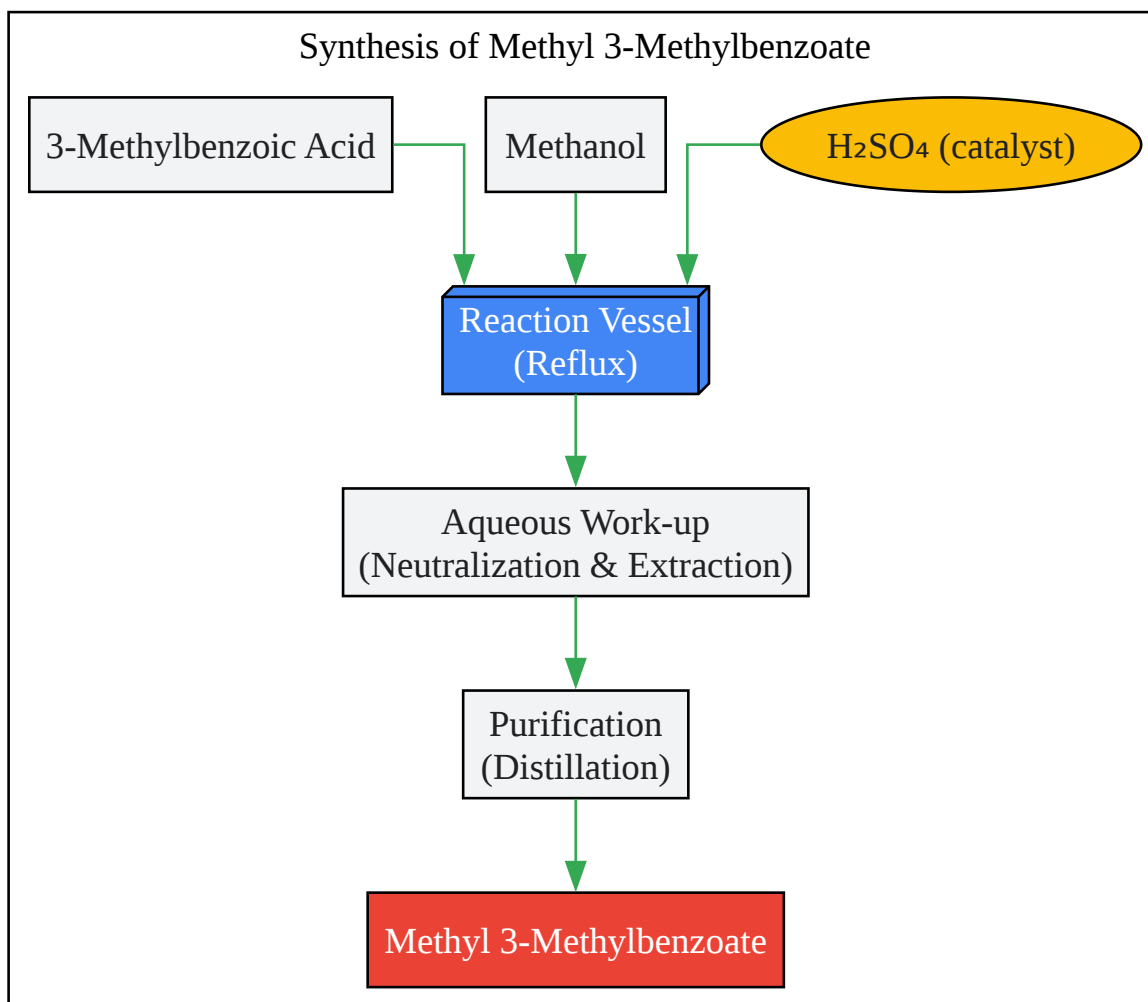 Synthesis of Methyl 3-Methylbenzoate
3-Methylbenzoic Acid
Methanol
H₂SO₄ (catalyst)
Reaction Vessel
(Reflux)
Aqueous Work-up
(Neutralization & Extraction)
Purification
(Distillation)
Methyl 3-Methylbenzoate